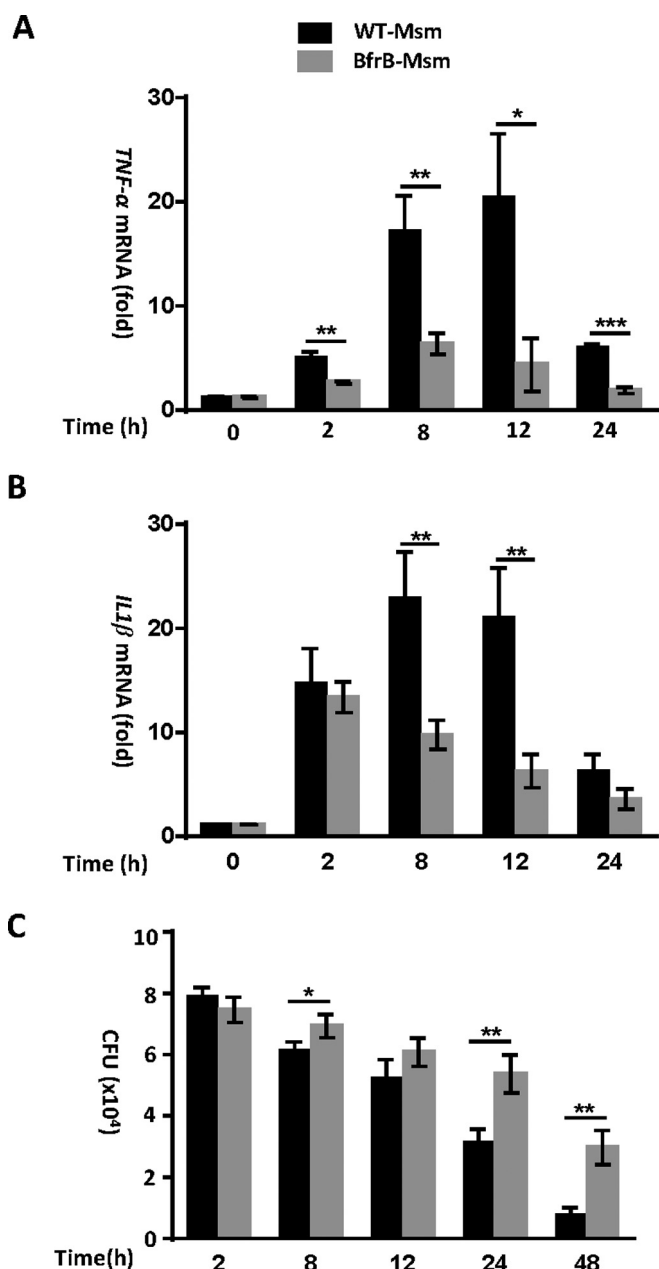 A
WT-Msm
BfrB-Msm
TNF-α mRNA (fold)
30
20
10
0
** ** * ***
Time (h) 0 2 8 12 24
B
IL1β mRNA (fold)
30
20
10
0
** **
Time (h) 0 2 8 12 24
C
CFU (x10⁴)
10
8
6
4
2
0
* ** **
Time(h) 2 8 12 24 48